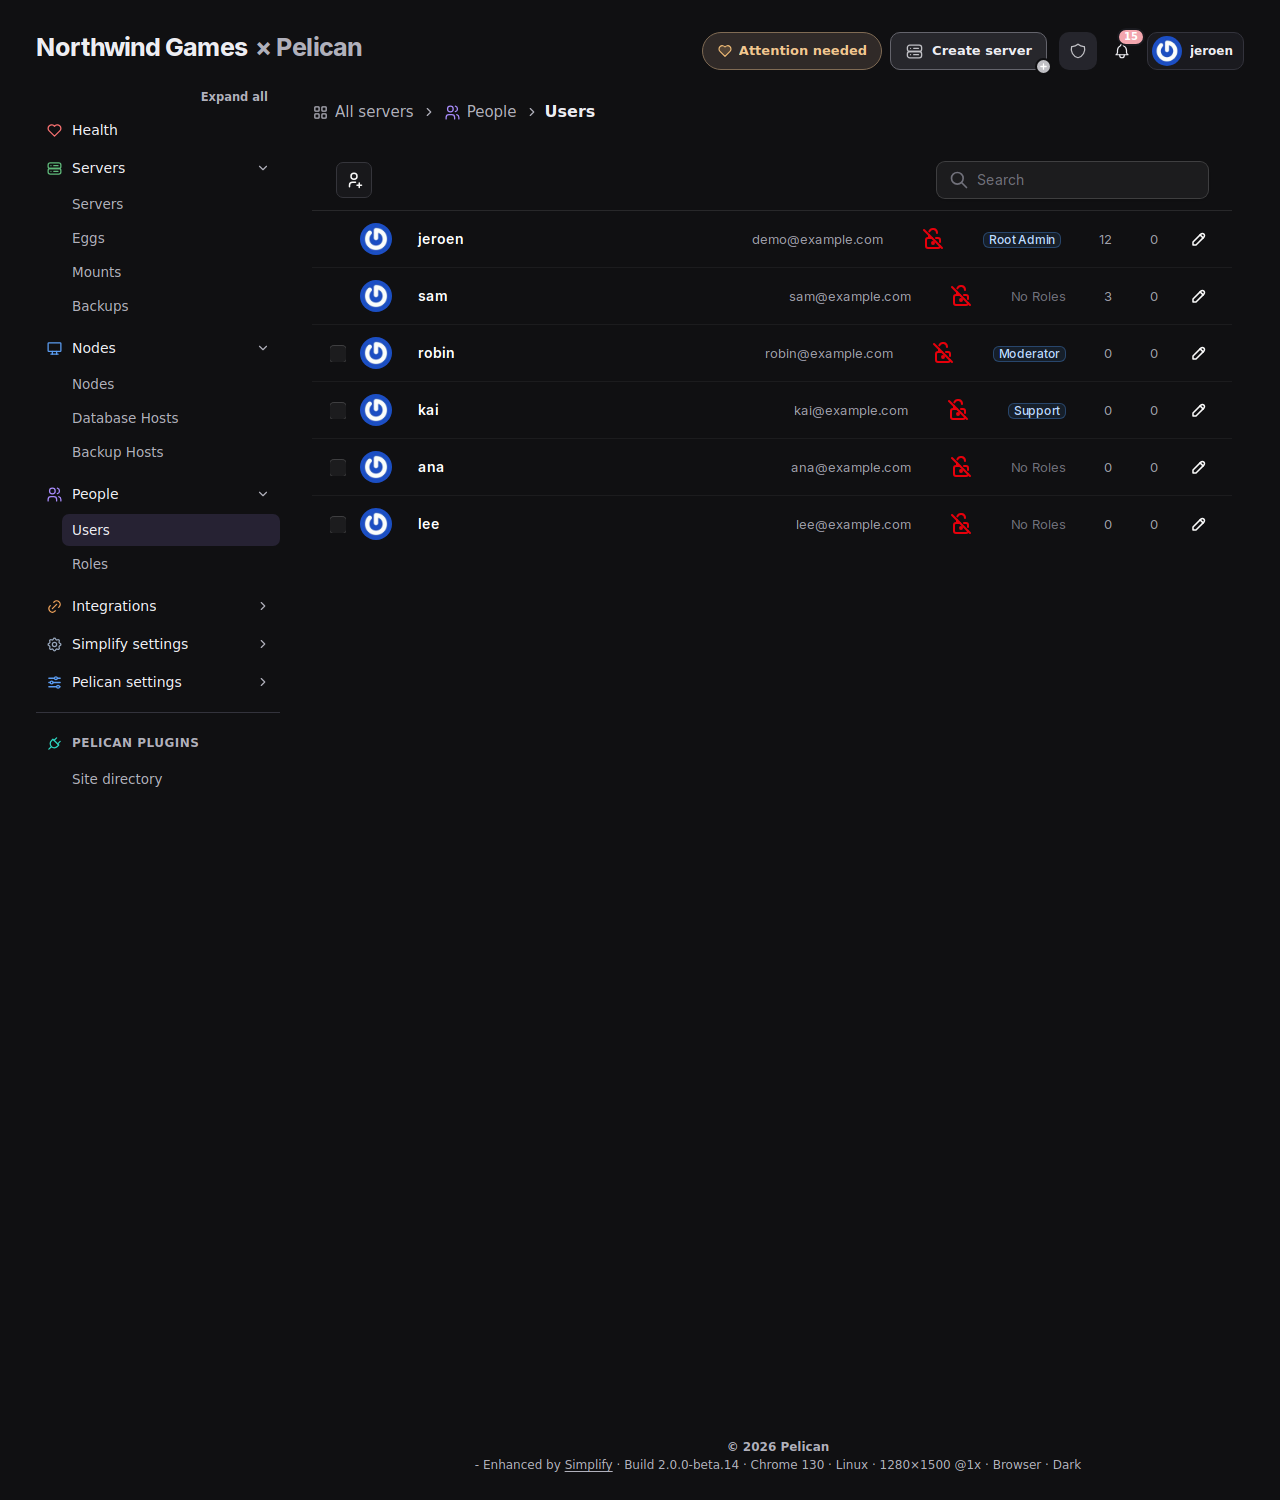 Northwind Games × Pelican
Attention needed
Create server
15
jeroen
Expand all
Health
Servers
Servers
Eggs
Mounts
Backups
Nodes
Nodes
Database Hosts
Backup Hosts
People
Users
Roles
Integrations
Simplify settings
Pelican settings
PELICAN PLUGINS
Site directory
All servers > People > Users
Search
jeroen demo@example.com Root Admin 12 0
sam sam@example.com No Roles 3 0
robin robin@example.com Moderator 0 0
kai kai@example.com Support 0 0
ana ana@example.com No Roles 0 0
lee lee@example.com No Roles 0 0
© 2026 Pelican
- Enhanced by Simplify · Build 2.0.0-beta.14 · Chrome 130 · Linux · 1280×1500 @1x · Browser · Dark